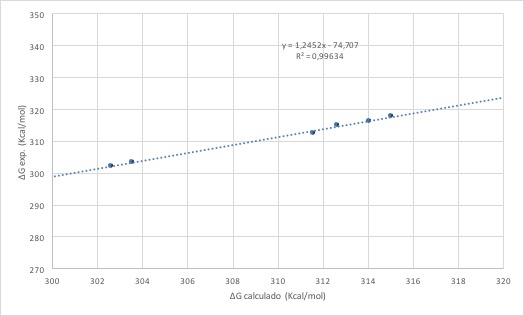 350
340
y = 1,2452x - 74,707
R² = 0,99634
330
320
310
300
290
280
270
ΔG exp. (Kcal/mol)
300 302 304 306 308 310 312 314 316 318 320
ΔG calculado (Kcal/mol)